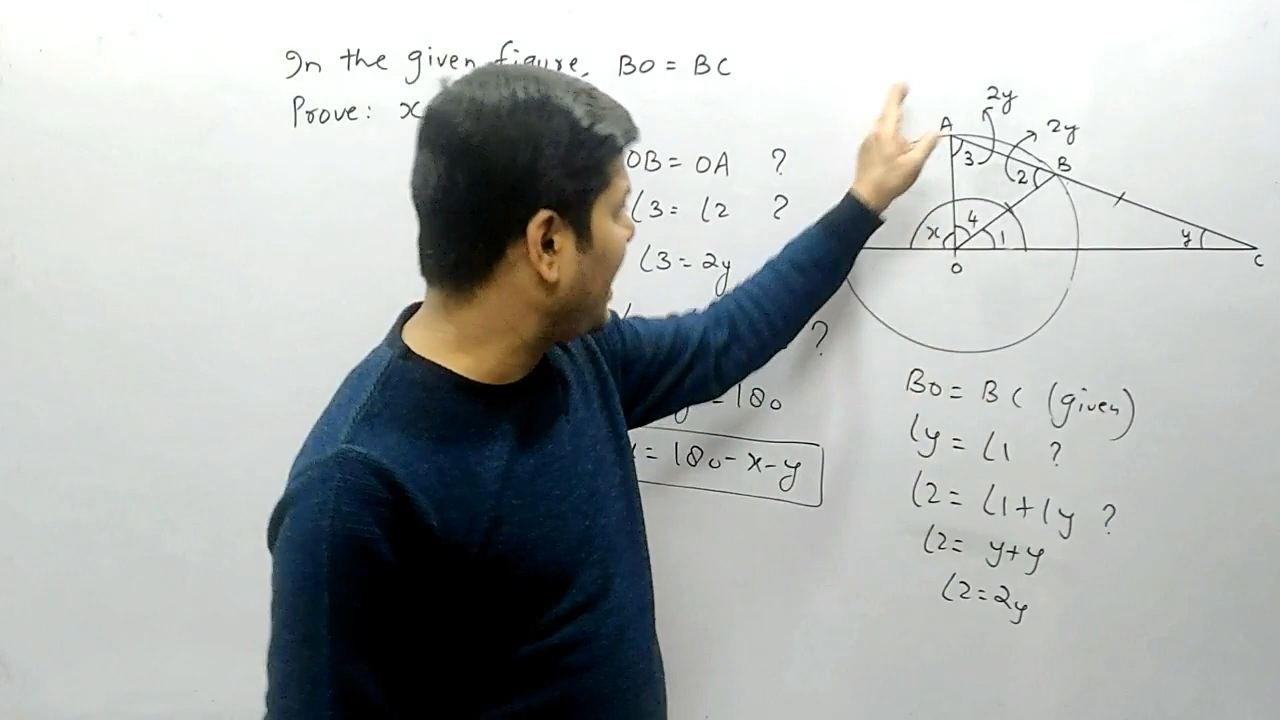 In the given figure, BO = BC
Prove: x
OB = OA ?
∠3 = ∠2 ?
∠3 = 2y
?
y = 180
= 180 - x - y
2y
2y
A
B
3
2
x
4
1
y
O
C
BO = BC (given)
∠y = ∠1 ?
∠2 = ∠1 + ∠y ?
∠2 = y + y
∠2 = 2y